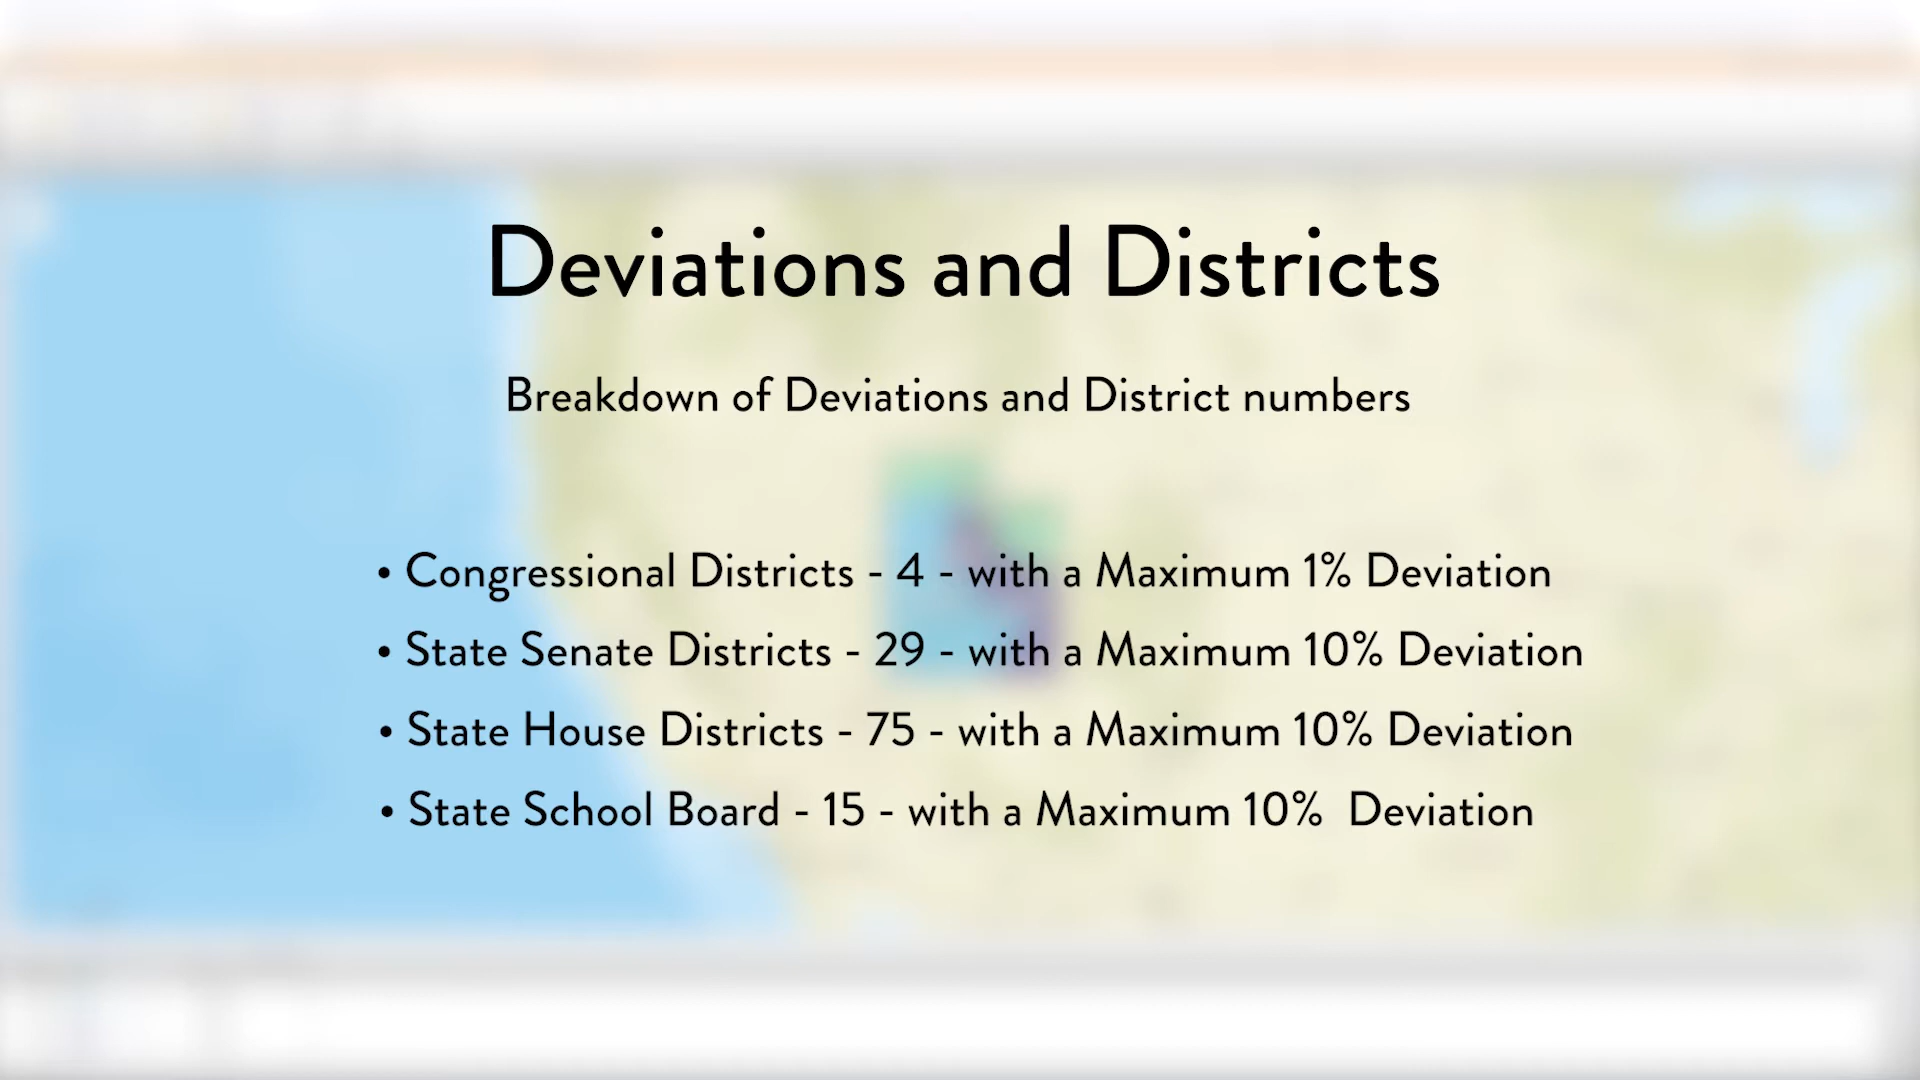 Deviations and Districts
Breakdown of Deviations and District numbers
• Congressional Districts - 4 - with a Maximum 1% Deviation
• State Senate Districts - 29 - with a Maximum 10% Deviation
• State House Districts - 75 - with a Maximum 10% Deviation
• State School Board - 15 - with a Maximum 10%  Deviation